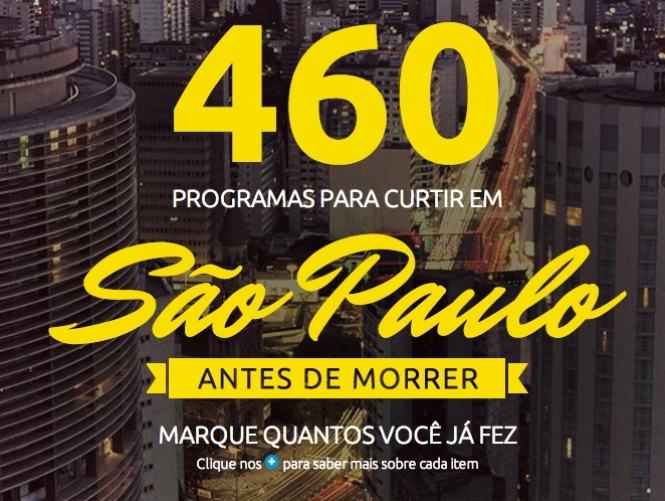 460
PROGRAMAS PARA CURTIR EM
São Paulo
ANTES DE MORRER
MARQUE QUANTOS VOCÊ JÁ FEZ
Clique nos + para saber mais sobre cada item